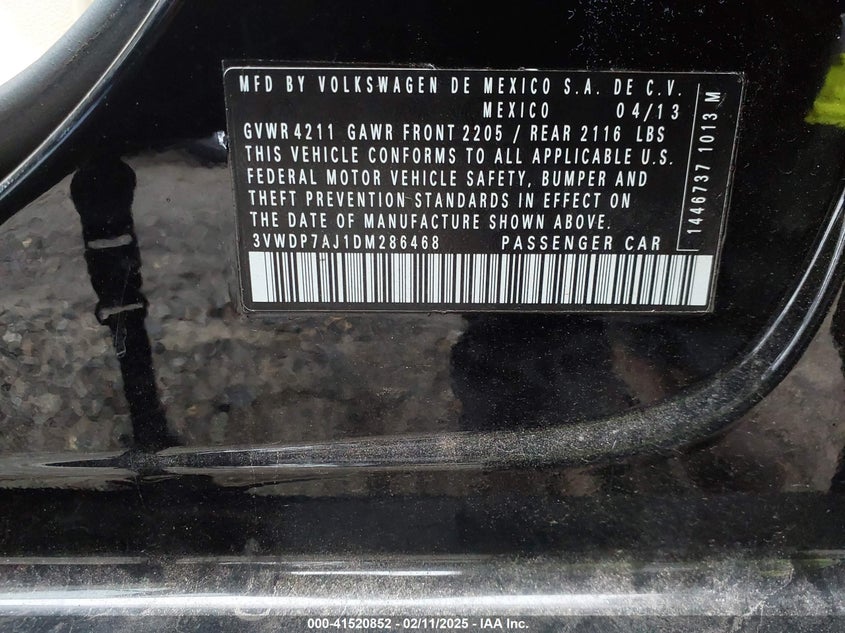 MFD BY VOLKSWAGEN DE MEXICO S.A. DE C.V.
MEXICO 04/13
GVWR 4211 GAWR FRONT 2205 / REAR 2116 LBS
THIS VEHICLE CONFORMS TO ALL APPLICABLE U.S.
FEDERAL MOTOR VEHICLE SAFETY, BUMPER AND
THEFT PREVENTION STANDARDS IN EFFECT ON
THE DATE OF MANUFACTURE SHOWN ABOVE.
3VWDP7AJ1DM286468 PASSENGER CAR
1446737 1013 M
000-41520852 - 02/11/2025 - IAA Inc.